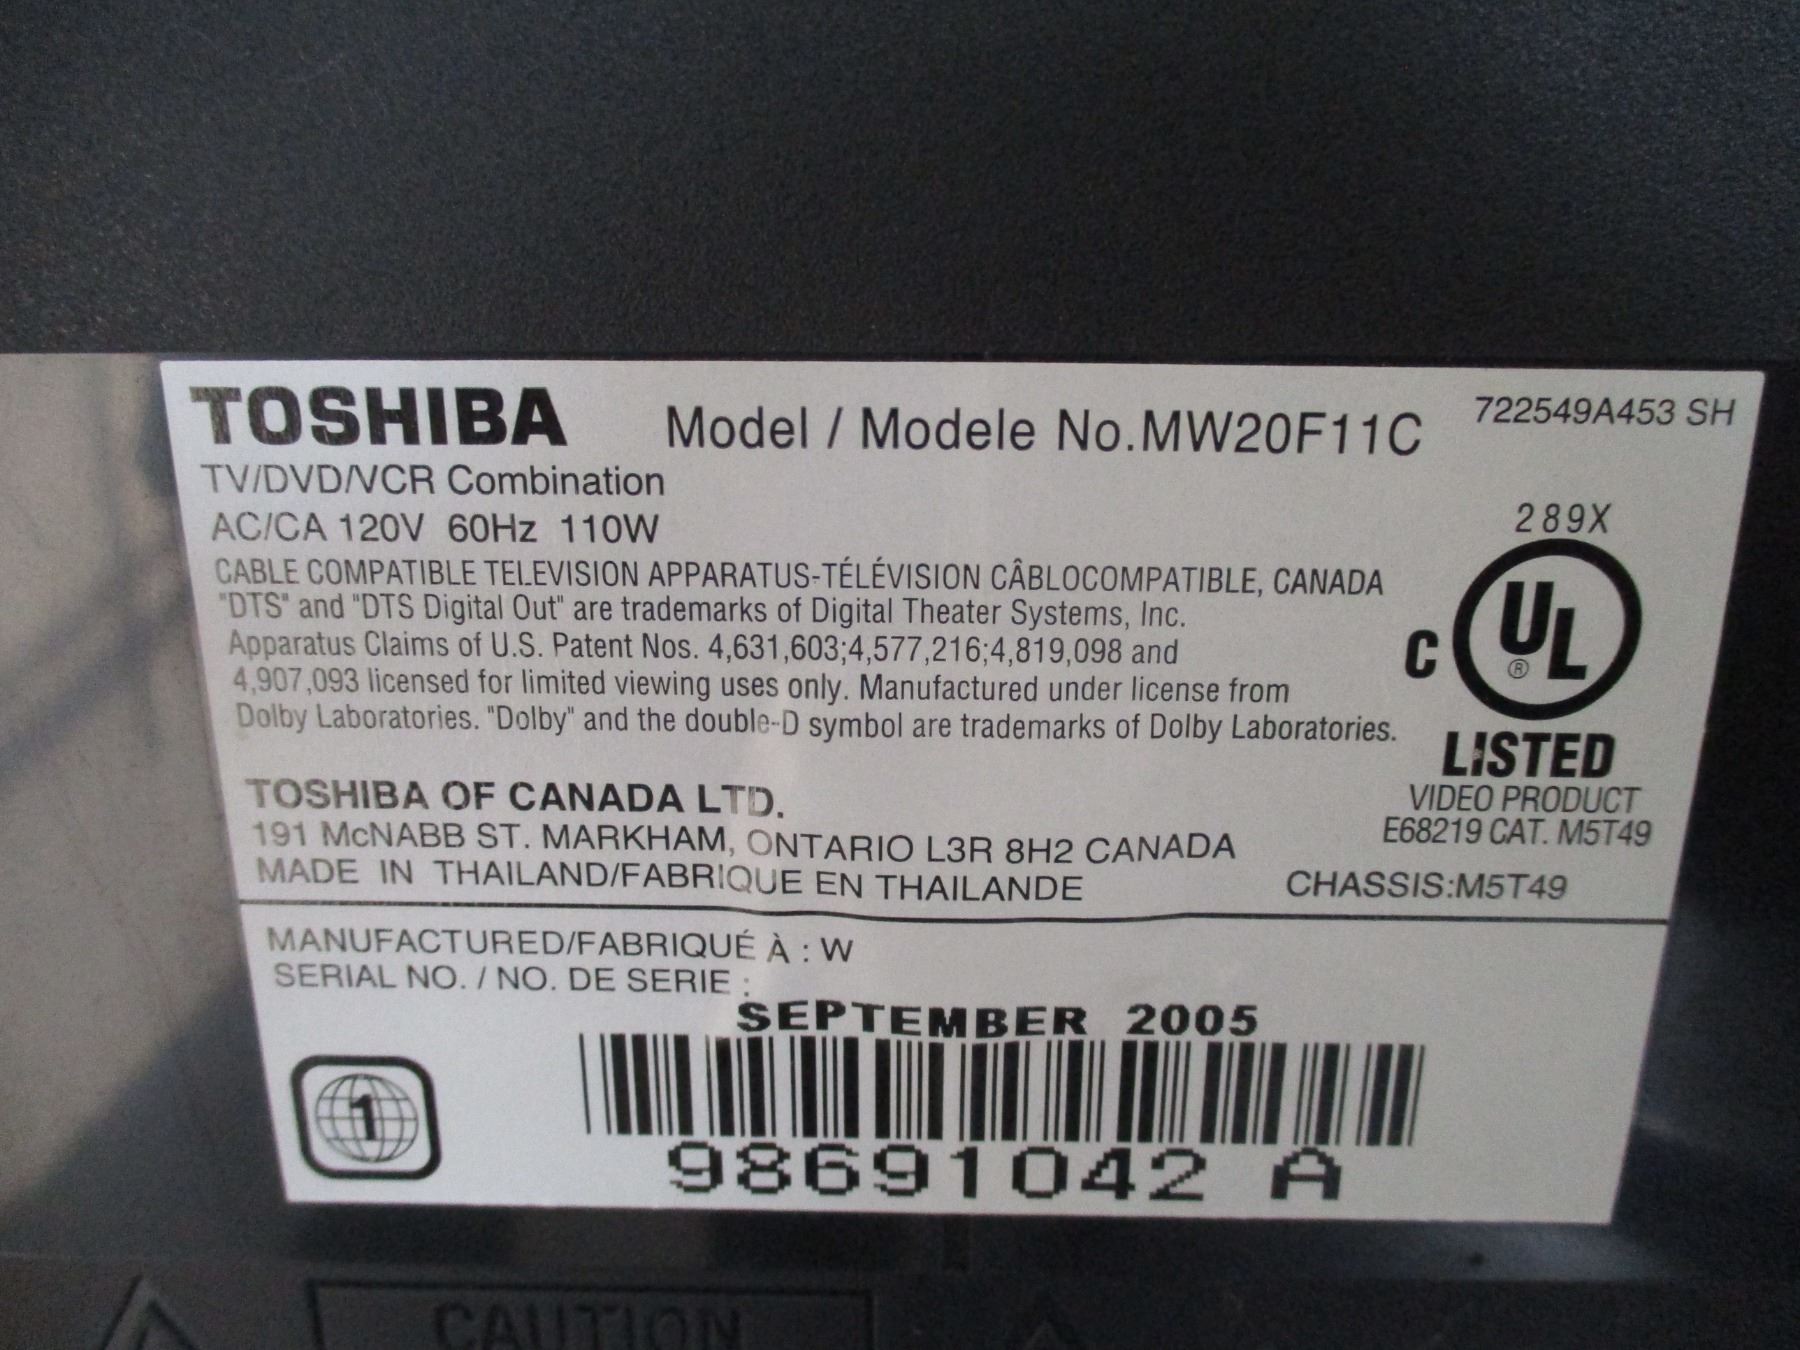 TOSHIBA Model / Modele No.MW20F11C 722549A453 SH
TV/DVD/VCR Combination
AC/CA 120V 60Hz 110W
CABLE COMPATIBLE TELEVISION APPARATUS-TÉLÉVISION CÂBLOCOMPATIBLE, CANADA
"DTS" and "DTS Digital Out" are trademarks of Digital Theater Systems, Inc.
Apparatus Claims of U.S. Patent Nos. 4,631,603;4,577,216;4,819,098 and
4,907,093 licensed for limited viewing uses only. Manufactured under license from
Dolby Laboratories. "Dolby" and the double-D symbol are trademarks of Dolby Laboratories.
289X
C UL ®
LISTED
VIDEO PRODUCT
E68219 CAT. M5T49
TOSHIBA OF CANADA LTD.
191 McNABB ST. MARKHAM, ONTARIO L3R 8H2 CANADA
MADE IN THAILAND/FABRIQUE EN THAILANDE CHASSIS:M5T49
MANUFACTURED/FABRIQUÉ À : W
SERIAL NO. / NO. DE SERIE :
SEPTEMBER 2005
1
98691042 A
CAUTION